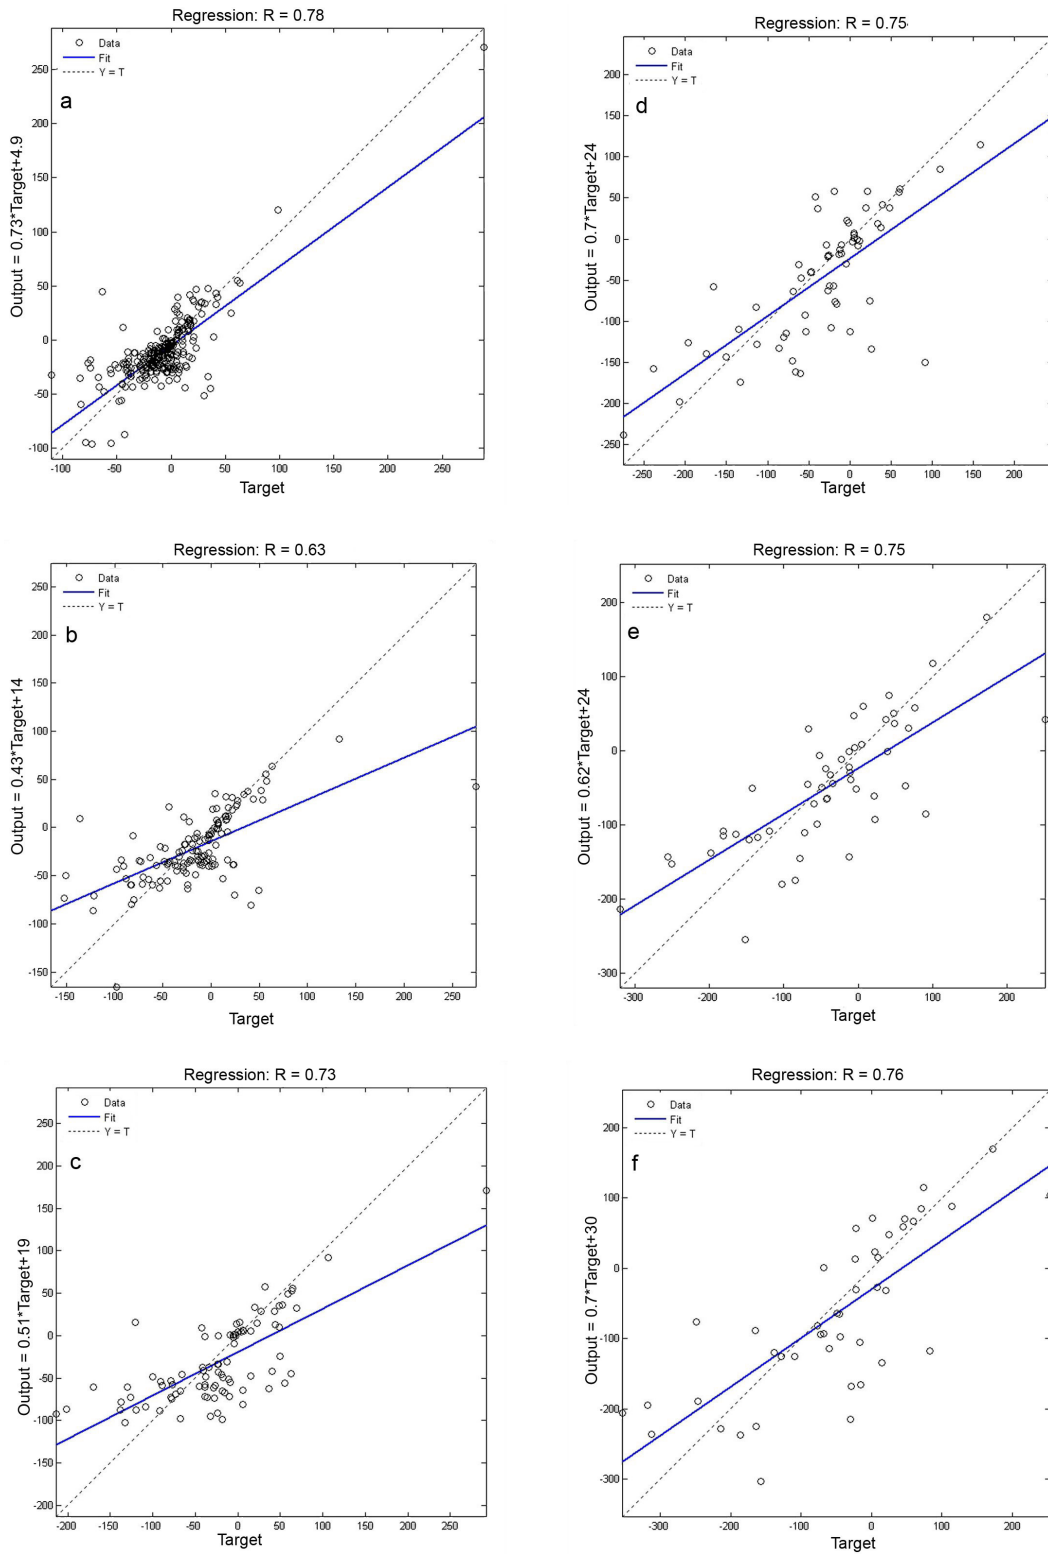 Regression: R = 0.78
Data
Fit
Y = T
a
Output = 0.73*Target+4.9
250
200
150
100
50
0
-50
-100
-100 -50 0 50 100 150 200 250
Target
Regression: R = 0.75
Data
Fit
Y = T
d
Output = 0.7*Target+24
200
150
100
50
0
-50
-100
-150
-200
-250
-250 -200 -150 -100 -50 0 50 100 150 200
Target
Regression: R = 0.63
Data
Fit
Y = T
b
Output = 0.43*Target+14
250
200
150
100
50
0
-50
-100
-150
-150 -100 -50 0 50 100 150 200 250
Target
Regression: R = 0.75
Data
Fit
Y = T
e
Output = 0.62*Target+24
200
100
0
-100
-200
-300
-300 -200 -100 0 100 200
Target
Regression: R = 0.73
Data
Fit
Y = T
c
Output = 0.51*Target+19
250
200
150
100
50
0
-50
-100
-150
-200
-200 -150 -100 -50 0 50 100 150 200 250
Target
Regression: R = 0.76
Data
Fit
Y = T
f
Output = 0.7*Target+30
200
100
0
-100
-200
-300
-300 -200 -100 0 100 200
Target